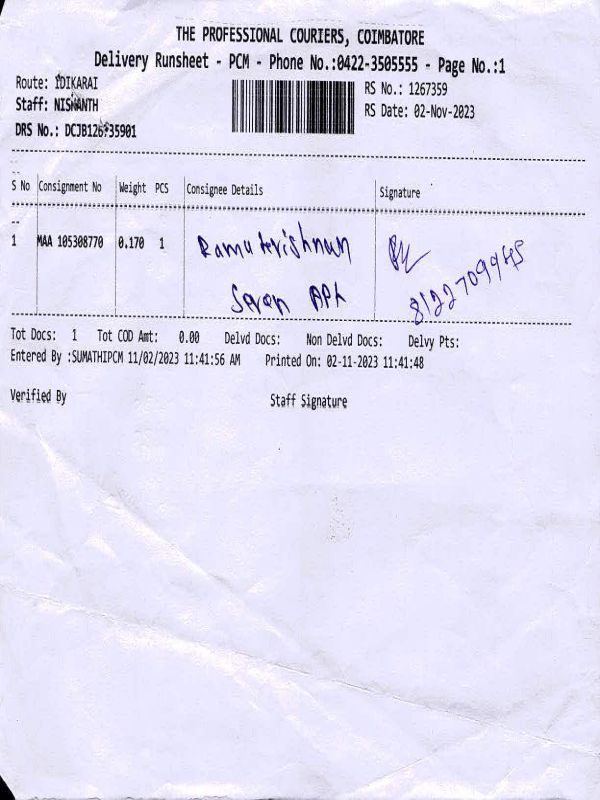 THE PROFESSIONAL COURIERS, COIMBATORE
Delivery Runsheet - PCM - Phone No.:0422-3505555 - Page No.:1
Route: IDIKARAI
RS No.: 1267359
Staff: NISHANTH
RS Date: 02-Nov-2023
DRS No.: DCJB126735901
S No Consignment No Weight PCS Consignee Details Signature
1 MAA 105308770 0.170 1 Ramukrishnan
Seven Apt
8122709945
Tot Docs: 1 Tot COD Amt: 0.00 Delvd Docs: Non Delvd Docs: Delvy Pts:
Entered By :SUMATHIPCM 11/02/2023 11:41:56 AM Printed On: 02-11-2023 11:41:48
Verified By Staff Signature